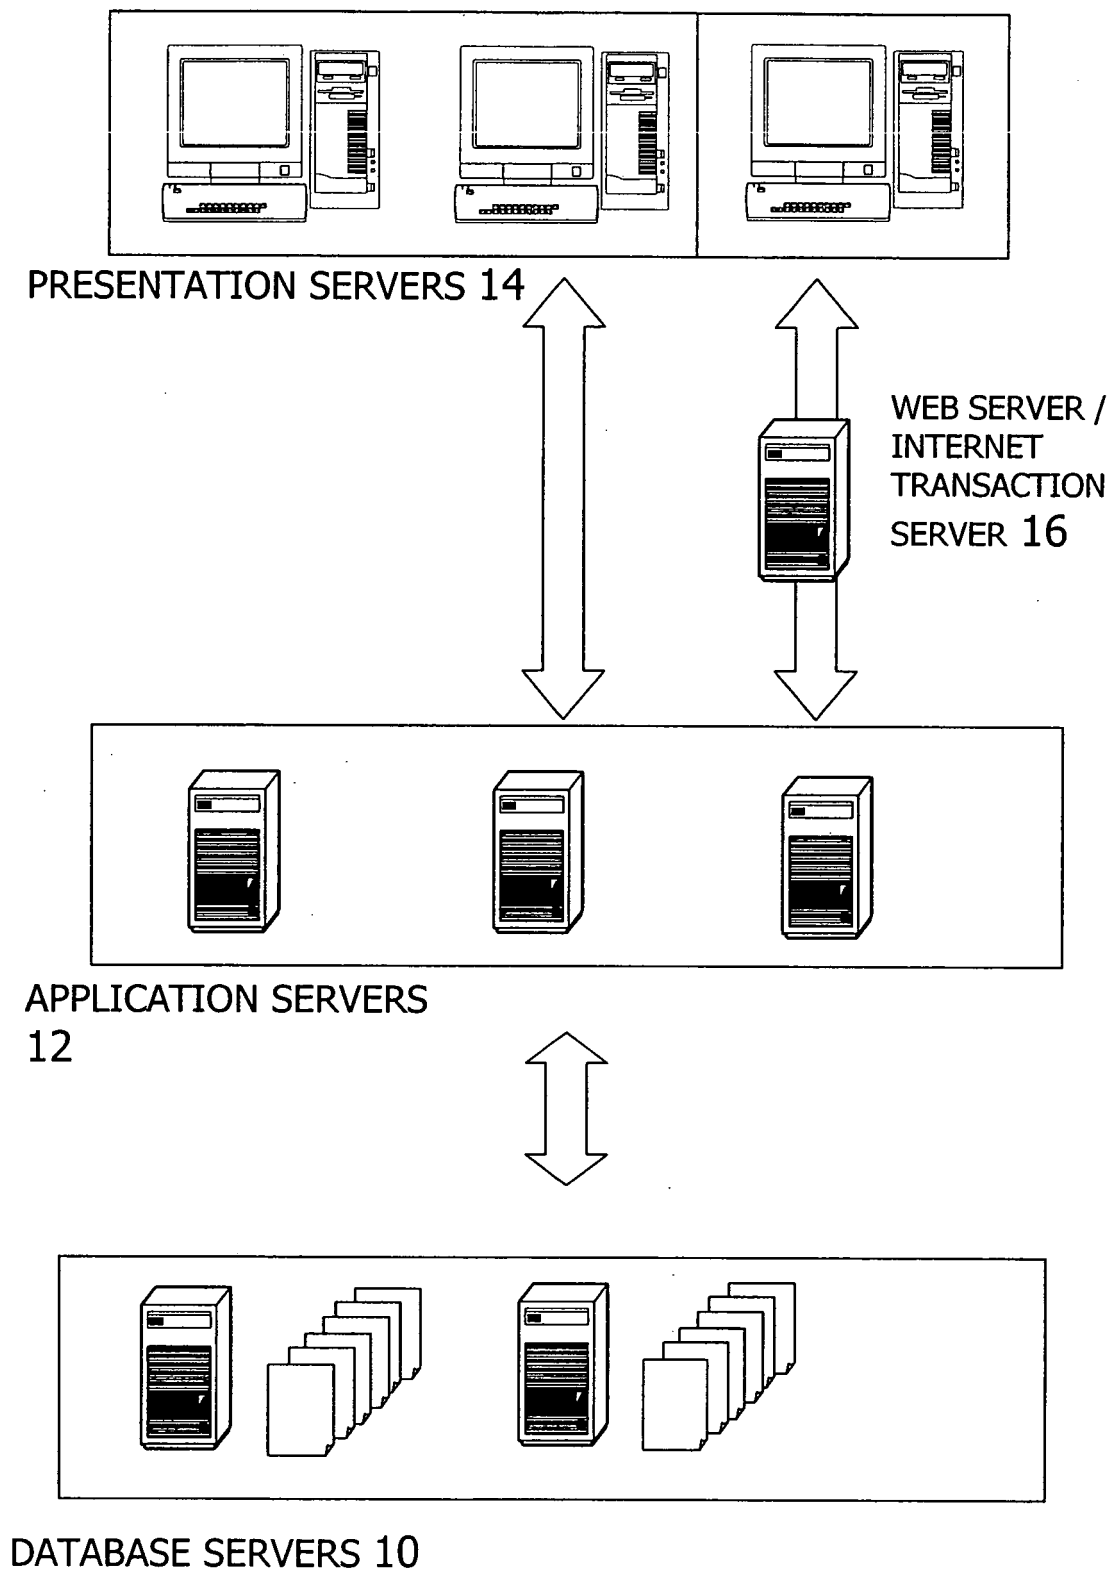 PRESENTATION SERVERS 14
WEB SERVER /
INTERNET
TRANSACTION
SERVER 16
APPLICATION SERVERS
12
DATABASE SERVERS 10